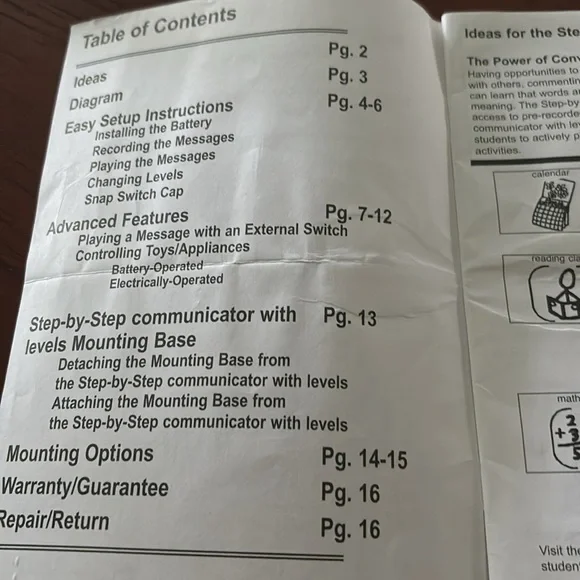 Table of Contents
Ideas Pg. 2
Diagram Pg. 3
Easy Setup Instructions Pg. 4-6
Installing the Battery
Recording the Messages
Playing the Messages
Changing Levels
Snap Switch Cap
Advanced Features Pg. 7-12
Playing a Message with an External Switch
Controlling Toys/Appliances
Battery-Operated
Electrically-Operated
Step-by-Step communicator with Pg. 13
levels Mounting Base
Detaching the Mounting Base from
the Step-by-Step communicator with levels
Attaching the Mounting Base from
the Step-by-Step communicator with levels
Mounting Options Pg. 14-15
Warranty/Guarantee Pg. 16
Repair/Return Pg. 16
Ideas for the Ste
The Power of Con
Having opportunities to
with others, commentin
can learn that words a
meaning. The Step-by
access to pre-recorde
communicator with le
students to actively p
activities.
calendar
reading cla
math
2
+3
5
Visit the
studen